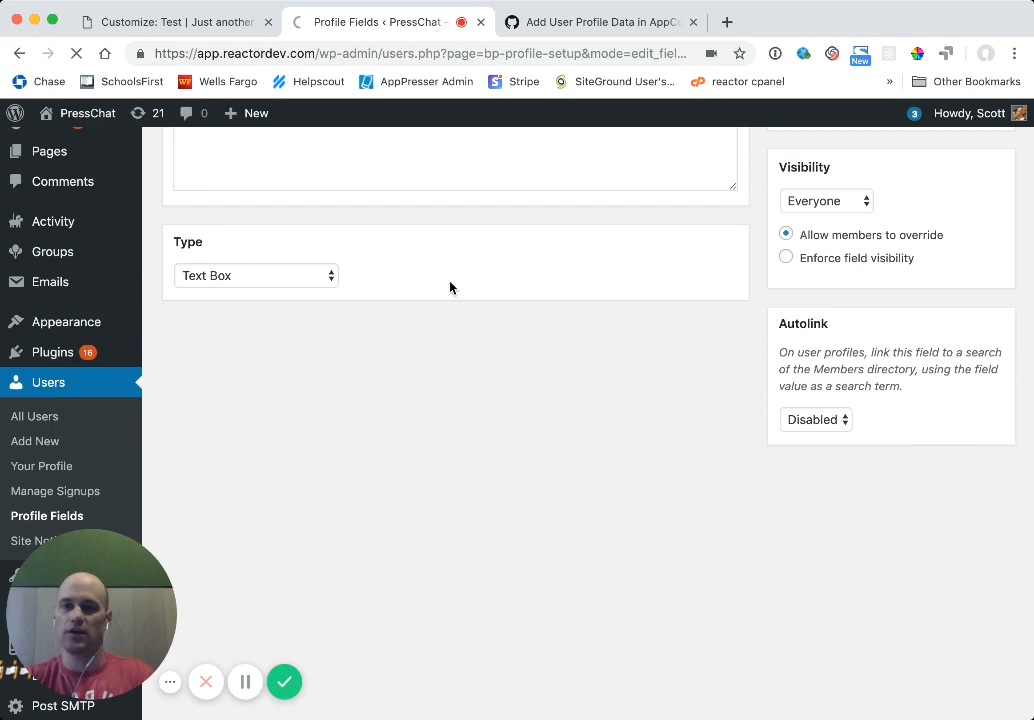 Customize: Test | Just another
Profile Fields ‹ PressChat –
Add User Profile Data in AppCo
https://app.reactordev.com/wp-admin/users.php?page=bp-profile-setup&mode=edit_fiel...
New
Chase
SchoolsFirst
WF
Wells Fargo
Helpscout
AppPresser Admin
Stripe
SiteGround User's...
cP
reactor cpanel
»
Other Bookmarks
PressChat
21
0
New
3
Howdy, Scott
Pages
Comments
Activity
Groups
Emails
Appearance
Plugins 16
Users
All Users
Add New
Your Profile
Manage Signups
Profile Fields
Post SMTP
Type
Text Box
Visibility
Everyone
Allow members to override
Enforce field visibility
Autolink
On user profiles, link this field to a search
of the Members directory, using the field
value as a search term.
Disabled